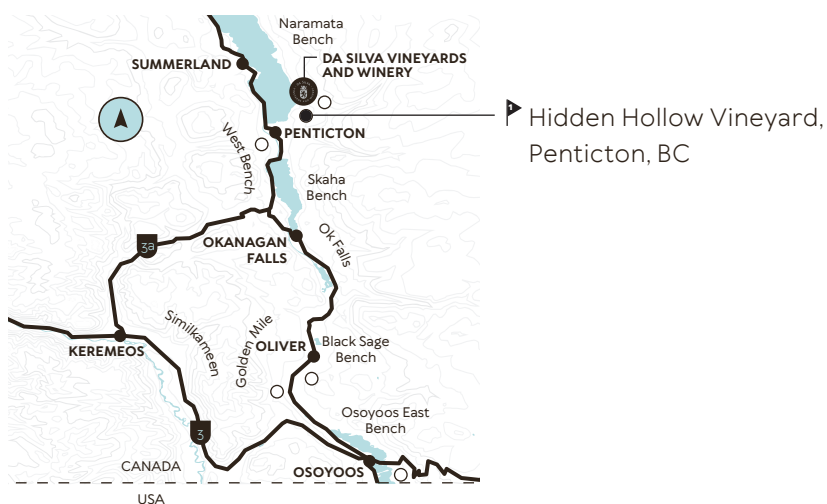 Naramata
Bench
SUMMERLAND
DA SILVA VINEYARDS
AND WINERY
1
Hidden Hollow Vineyard,
Penticton, BC
PENTICTON
West Bench
Skaha
Bench
3a
OKANAGAN
FALLS
Ok Falls
Similkameen
Golden Mile
KEREMEOS
OLIVER
Black Sage
Bench
Osoyoos East
Bench
3
CANADA
OSOYOOS
USA